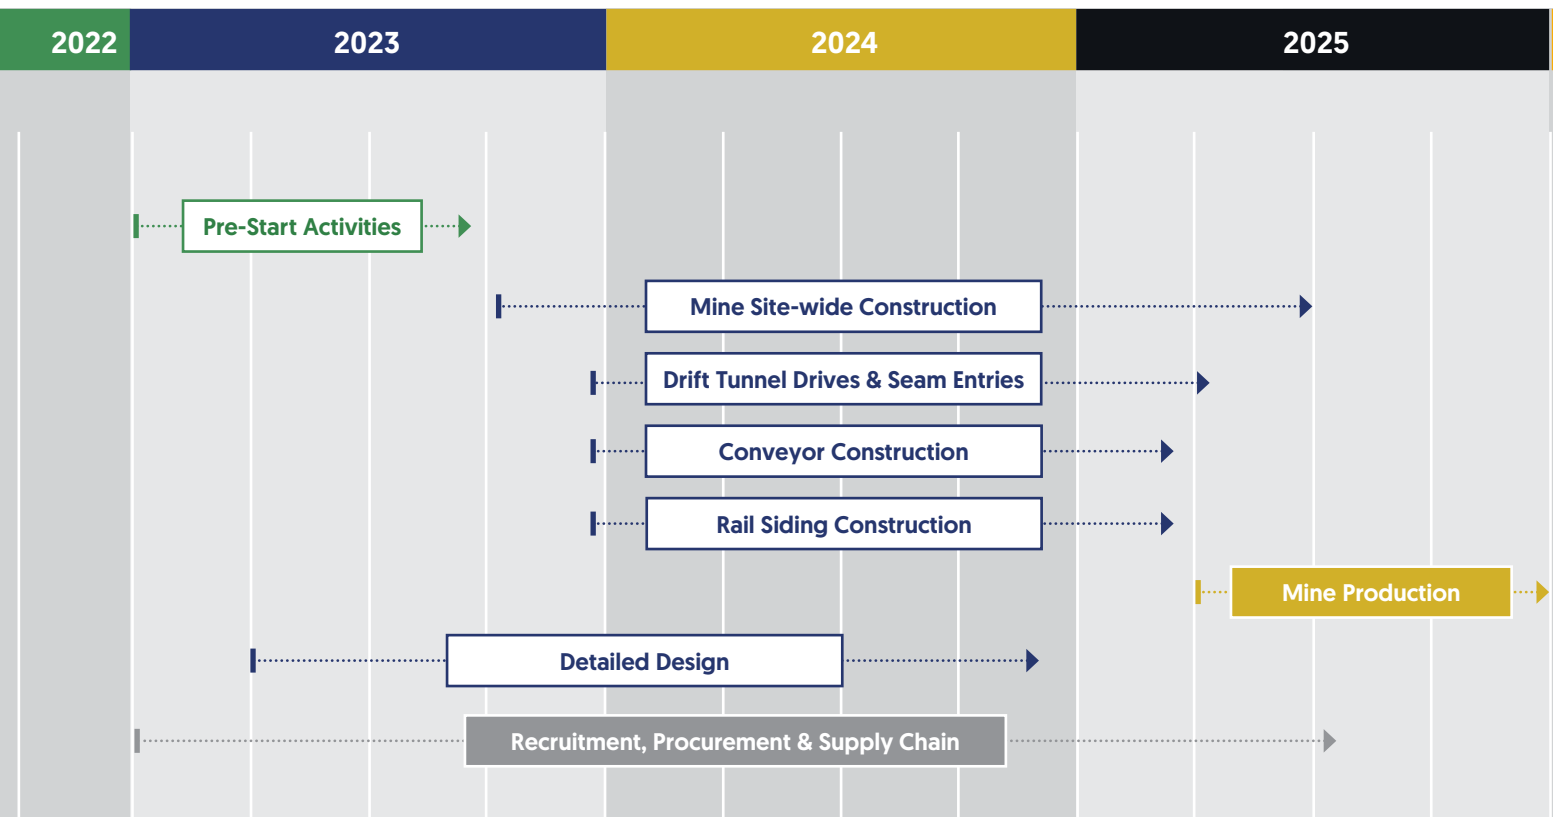 2022 2023 2024 2025
Pre-Start Activities
Mine Site-wide Construction
Drift Tunnel Drives & Seam Entries
Conveyor Construction
Rail Siding Construction
Mine Production
Detailed Design
Recruitment, Procurement & Supply Chain